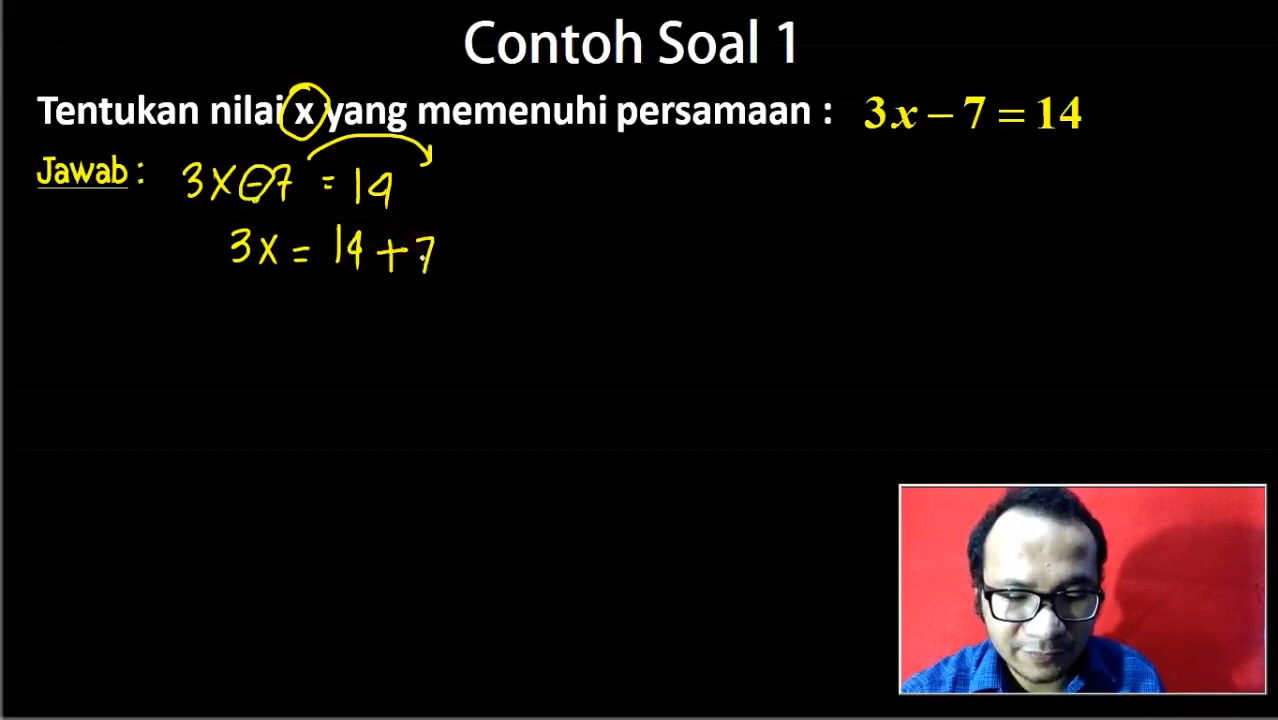 Contoh Soal 1
Tentukan nilai x yang memenuhi persamaan : 3x − 7 = 14
Jawab : 3x − 7 = 14
3x = 14 + 7